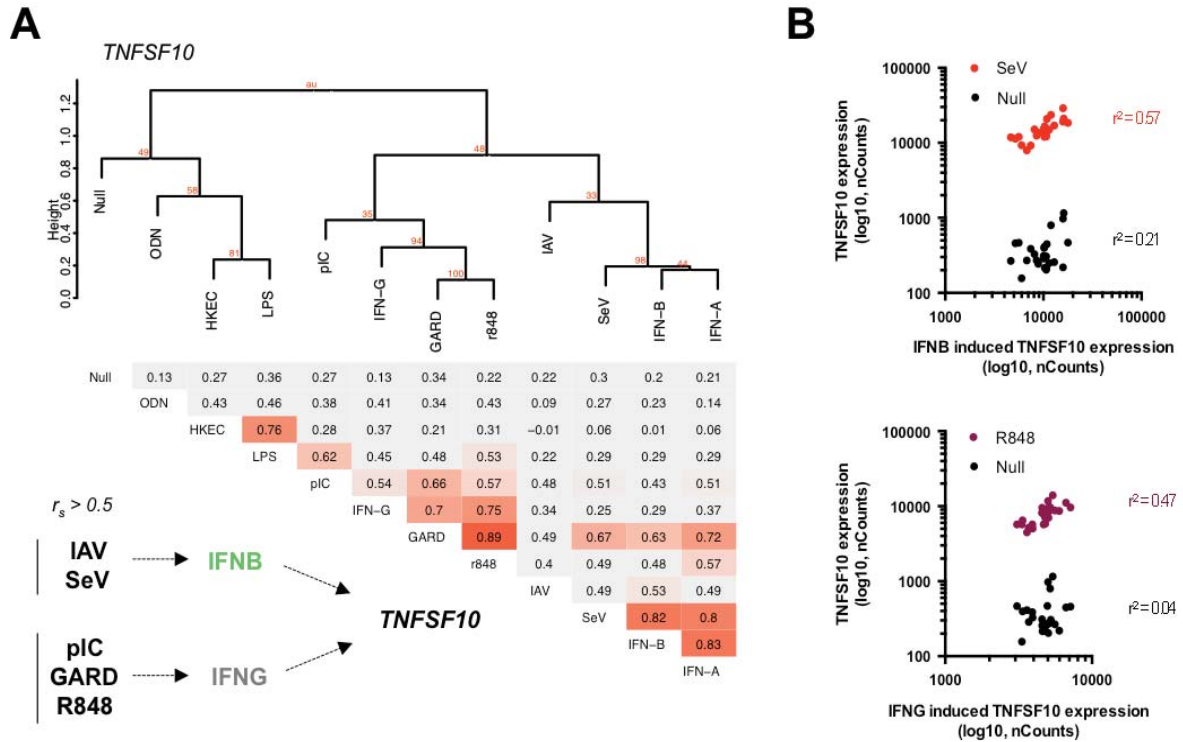 A
TNFSF10
Height
0.0 0.2 0.4 0.6 0.8 1.0 1.2
au
49
48
58
33
35
94
81
98
44
100
Null
ODN
HKEC
LPS
pIC
IFN-G
GARD
r848
IAV
SeV
IFN-B
IFN-A
Null 0.13 0.27 0.36 0.27 0.13 0.34 0.22 0.22 0.3 0.2 0.21
ODN 0.43 0.46 0.38 0.41 0.34 0.43 0.09 0.27 0.23 0.14
HKEC 0.76 0.28 0.37 0.21 0.31 −0.01 0.06 0.01 0.06
LPS 0.62 0.45 0.48 0.53 0.22 0.29 0.29 0.29
pIC 0.54 0.66 0.57 0.48 0.51 0.43 0.51
IFN−G 0.7 0.75 0.34 0.25 0.29 0.37
GARD 0.89 0.49 0.67 0.63 0.72
r848 0.4 0.49 0.48 0.57
IAV 0.49 0.53 0.49
SeV 0.82 0.8
IFN−B 0.83
IFN−A
rs > 0.5
IAV
SeV
IFNB
pIC
GARD
R848
IFNG
TNFSF10
B
SeV
Null
r²=0.57
r²=0.21
TNFSF10 expression
(log10, nCounts)
100000
10000
1000
100
1000 10000 100000
IFNB induced TNFSF10 expression
(log10, nCounts)
R848
Null
r²=0.47
r²=0.04
TNFSF10 expression
(log10, nCounts)
100000
10000
1000
100
1000 10000
IFNG induced TNFSF10 expression
(log10, nCounts)